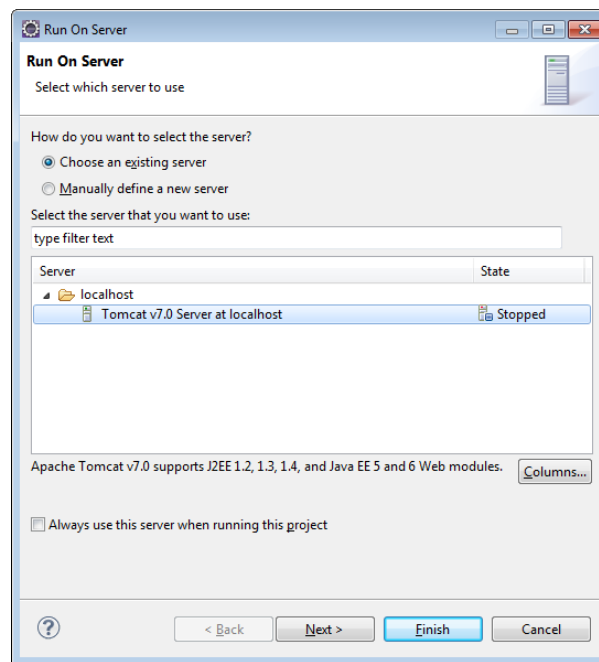 Run On Server
Run On Server
Select which server to use
How do you want to select the server?
Choose an existing server
Manually define a new server
Select the server that you want to use:
type filter text
Server State
localhost
Tomcat v7.0 Server at localhost Stopped
Apache Tomcat v7.0 supports J2EE 1.2, 1.3, 1.4, and Java EE 5 and 6 Web modules.
Columns...
Always use this server when running this project
? < Back Next > Finish Cancel